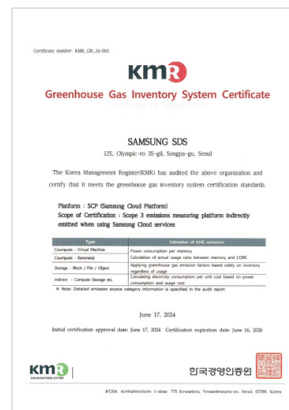 Certificate number: KMR_GIS_24-003
KMR
Greenhouse Gas Inventory System Certificate
SAMSUNG SDS
125, Olympic-ro 35-gil, Songpa-gu, Seoul
The Korea Management Register(KMR) has audited the above organization and
certify that it meets the greenhouse gas inventory system certification standards.
Platform : SCP (Samsung Cloud Platform)
Scope of Certification : Scope 3 emissions measuring platform indirectly
emitted when using Samsung Cloud services
Type Estimation of GHG emissions
Coumpute - Virtual Machine Power consumption per memory
Coumpute - Baremetal Calculation of actual usage ratio between memory and CORE
Storage - Block / File / Object Applying greenhouse gas emission factors based solely on inventory
regardless of usage
Indirect - Compute Storage etc. Calculating electricity consumption per unit cost based on power
consumption and usage cost
※ Note: Detailed emission source category information is specified in the audit report.
June 17, 2024
Initial certification approval date: June 17, 2024 Certification expiration date: June 16, 2026
KMR
한국경영인증원